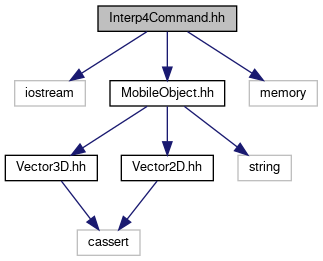 Interp4Command.hh
iostream
MobileObject.hh
memory
Vector3D.hh
Vector2D.hh
string
cassert